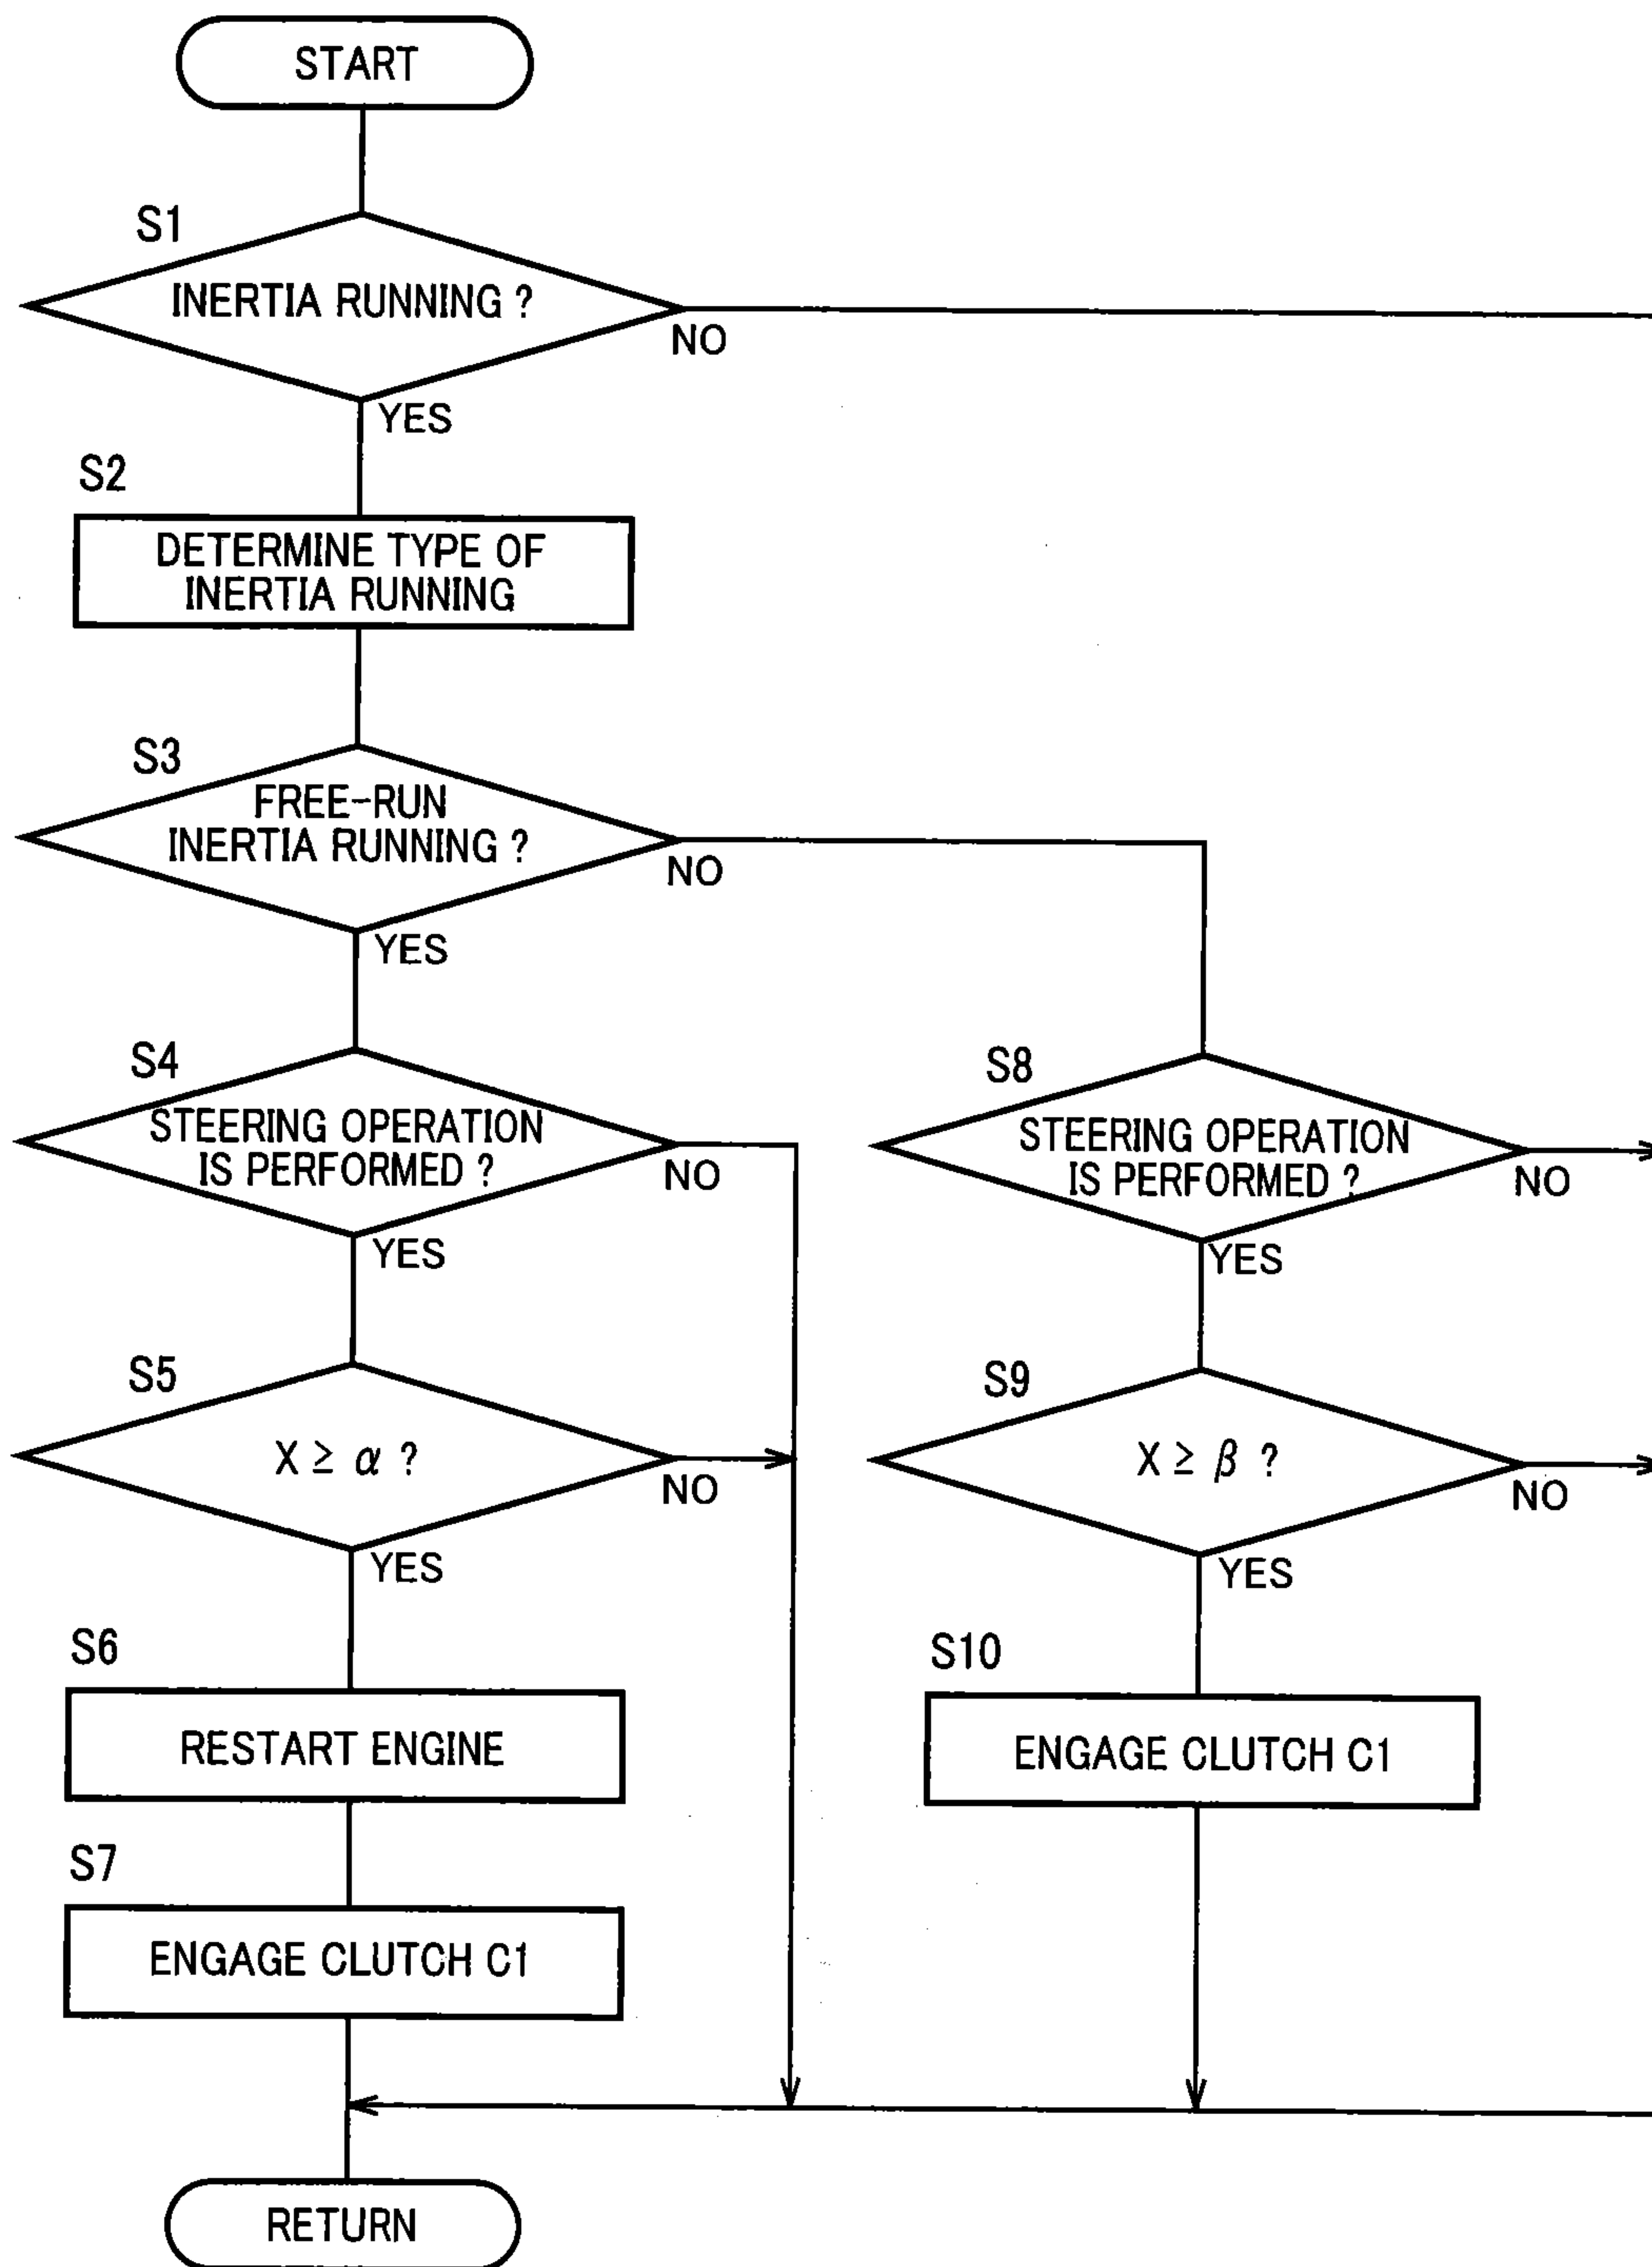 START
S1
INERTIA RUNNING ?
NO
YES
S2
DETERMINE TYPE OF
INERTIA RUNNING
S3
FREE-RUN
INERTIA RUNNING ?
NO
YES
S4
STEERING OPERATION
IS PERFORMED ?
NO
YES
S5
X ≥ α ?
NO
YES
S6
RESTART ENGINE
S7
ENGAGE CLUTCH C1
S8
STEERING OPERATION
IS PERFORMED ?
NO
YES
S9
X ≥ β ?
NO
YES
S10
ENGAGE CLUTCH C1
RETURN